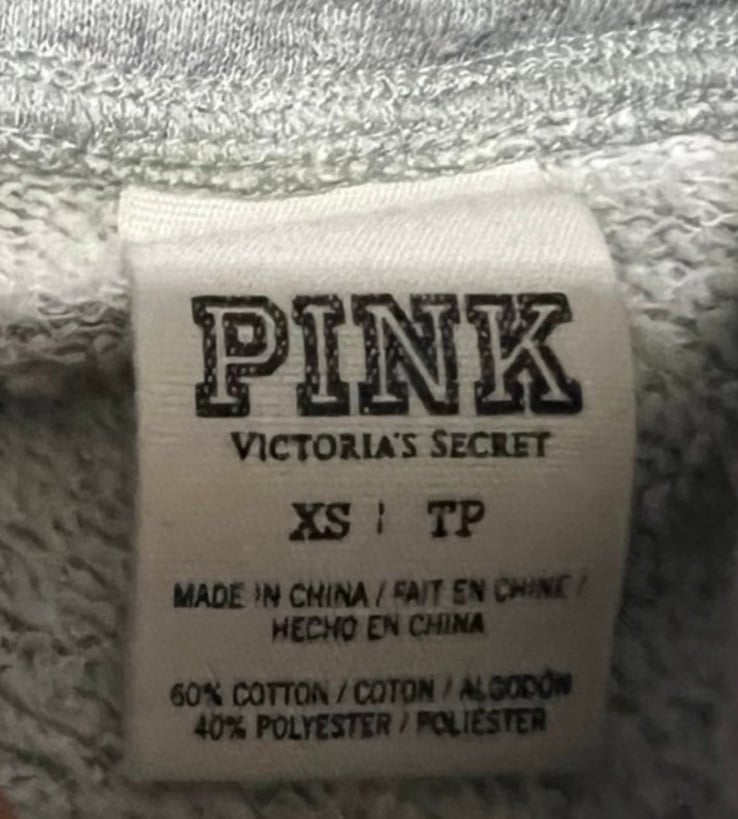 PINK
VICTORIA'S SECRET
XS | TP
MADE IN CHINA / FAIT EN CHINE /
HECHO EN CHINA
60% COTTON / COTON / ALGODÓN
40% POLYESTER / POLIÉSTER